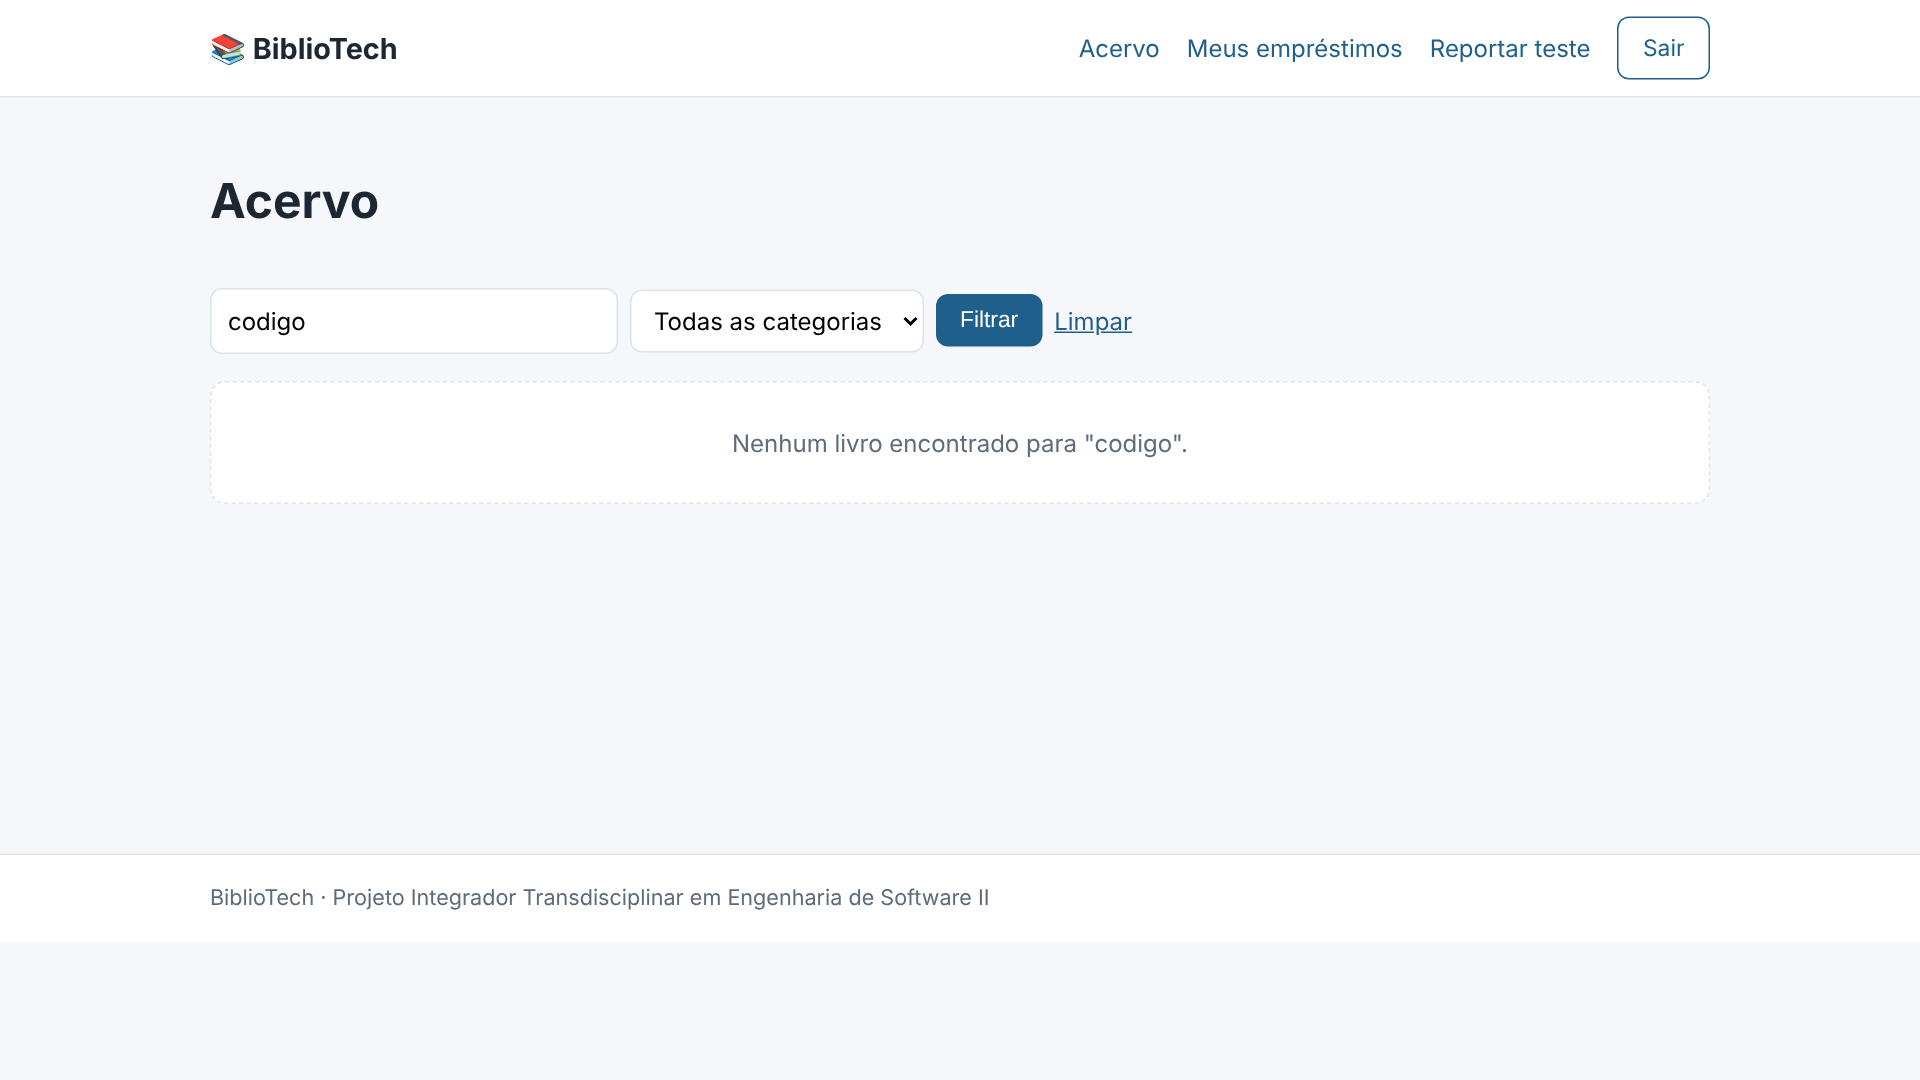 📚 BiblioTech
Acervo Meus empréstimos Reportar teste Sair
Acervo
codigo Todas as categorias Filtrar Limpar
Nenhum livro encontrado para "codigo".
BiblioTech · Projeto Integrador Transdisciplinar em Engenharia de Software II